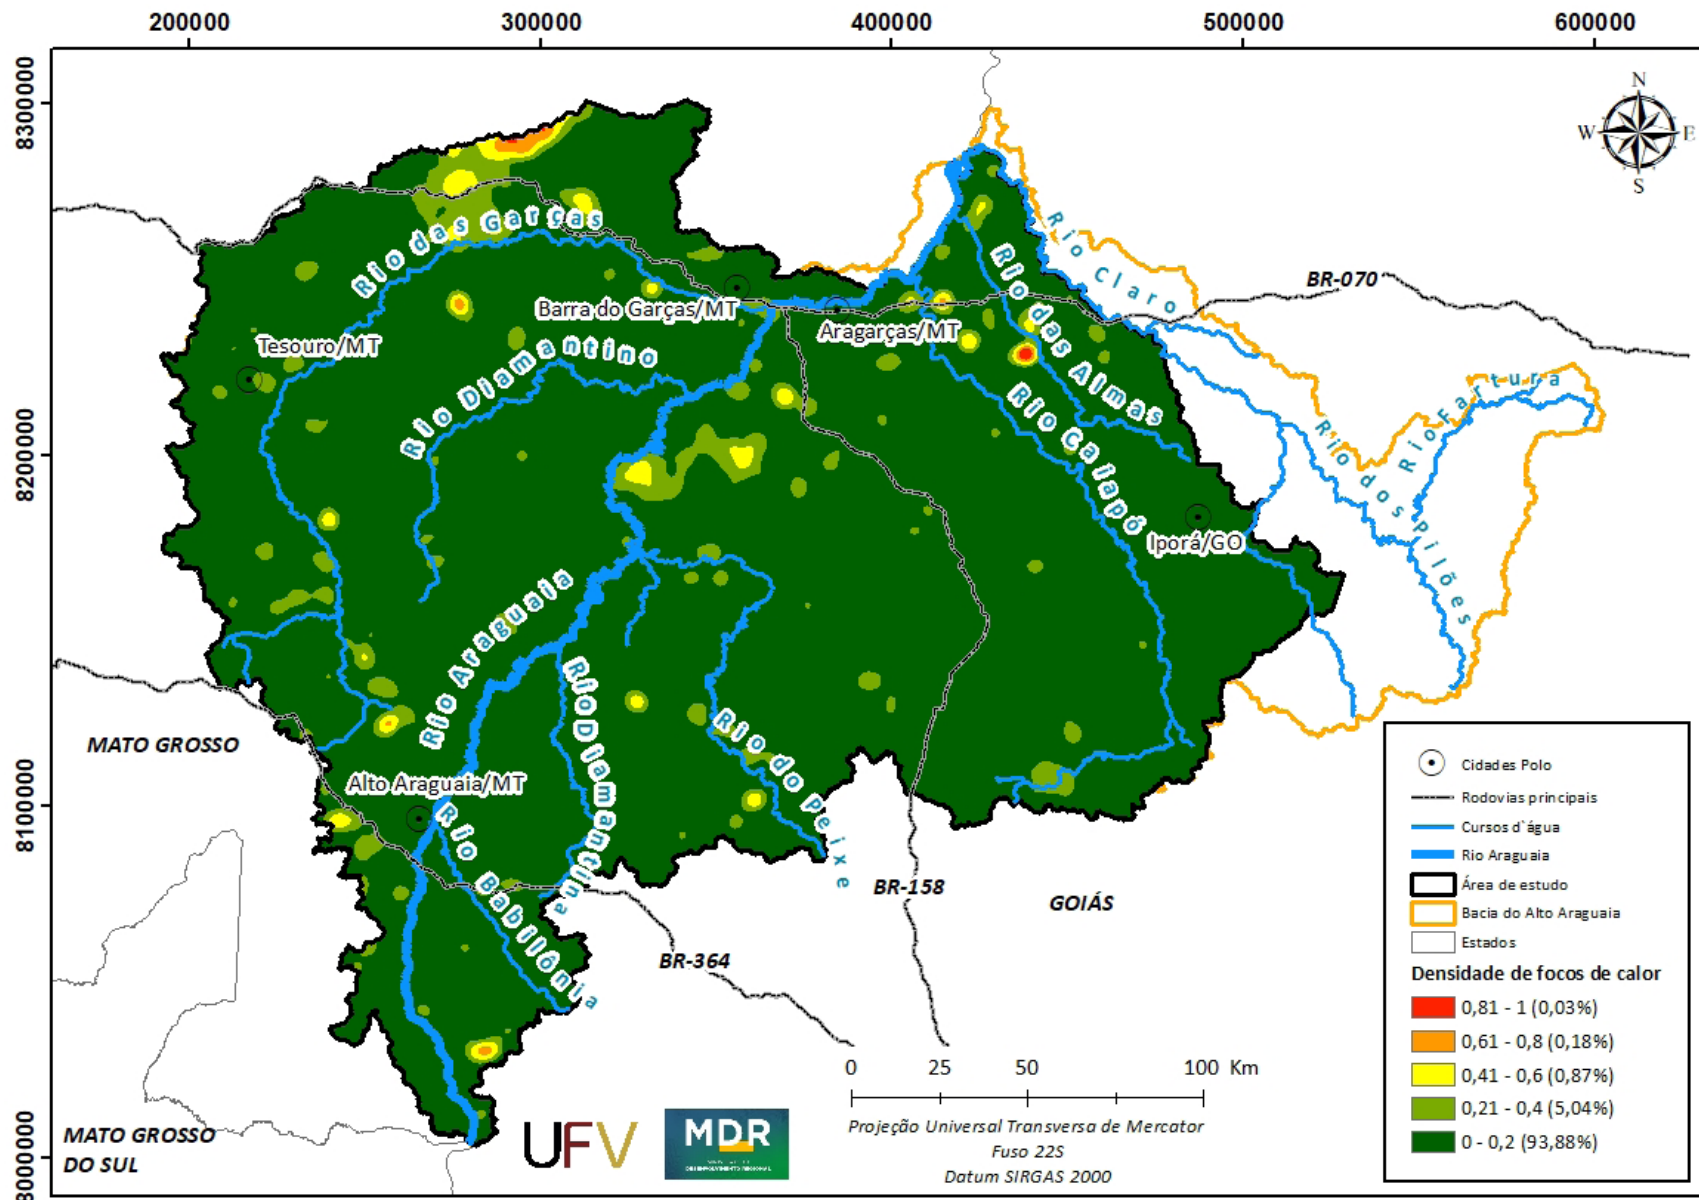 200000
300000
400000
500000
600000
8300000
8200000
8100000
8000000
N
W
E
S
Rio das Garças
Rio Claro
BR-070
Barra do Garças/MT
Aragarças/MT
Rio das Almas
Tesouro/MT
Rio Diamantino
Rio Caiapó
Rio Fartura
Rio dos Pilões
Iporá/GO
Rio Araguaia
Rio Diamantina
Rio do Peixe
MATO GROSSO
Alto Araguaia/MT
Rio Babilônia
BR-158
GOIÁS
BR-364
MATO GROSSO
DO SUL
Cidades Polo
Rodovias principais
Cursos d`água
Rio Araguaia
Área de estudo
Bacia do Alto Araguaia
Estados
Densidade de focos de calor
0,81 - 1 (0,03%)
0,61 - 0,8 (0,18%)
0,41 - 0,6 (0,87%)
0,21 - 0,4 (5,04%)
0 - 0,2 (93,88%)
0 25 50 100 Km
Projeção Universal Transversa de Mercator
Fuso 22S
Datum SIRGAS 2000
UFV
MDR
DESENVOLVIMENTO REGIONAL